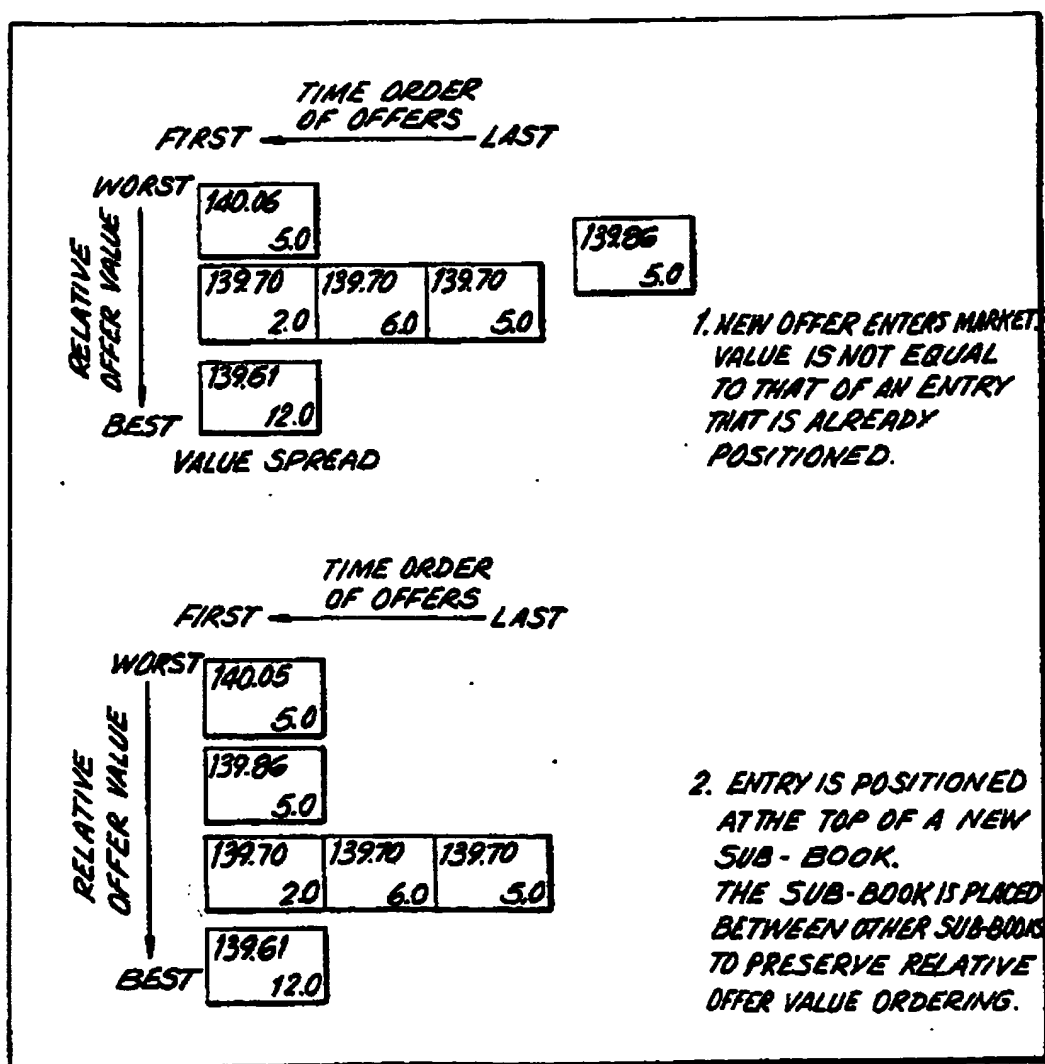 TIME ORDER
OF OFFERS
FIRST LAST
WORST
RELATIVE
OFFER VALUE
140.06
5.0
139.86
5.0
139.70 139.70 139.70
2.0 6.0 5.0
139.61
12.0
BEST
VALUE SPREAD
1. NEW OFFER ENTERS MARKET.
VALUE IS NOT EQUAL
TO THAT OF AN ENTRY
THAT IS ALREADY
POSITIONED.
TIME ORDER
OF OFFERS
FIRST LAST
WORST
RELATIVE
OFFER VALUE
140.05
5.0
139.86
5.0
139.70 139.70 139.70
2.0 6.0 5.0
139.61
12.0
BEST
2. ENTRY IS POSITIONED
AT THE TOP OF A NEW
SUB-BOOK.
THE SUB-BOOK IS PLACED
BETWEEN OTHER SUB-BOOKS
TO PRESERVE RELATIVE
OFFER VALUE ORDERING.